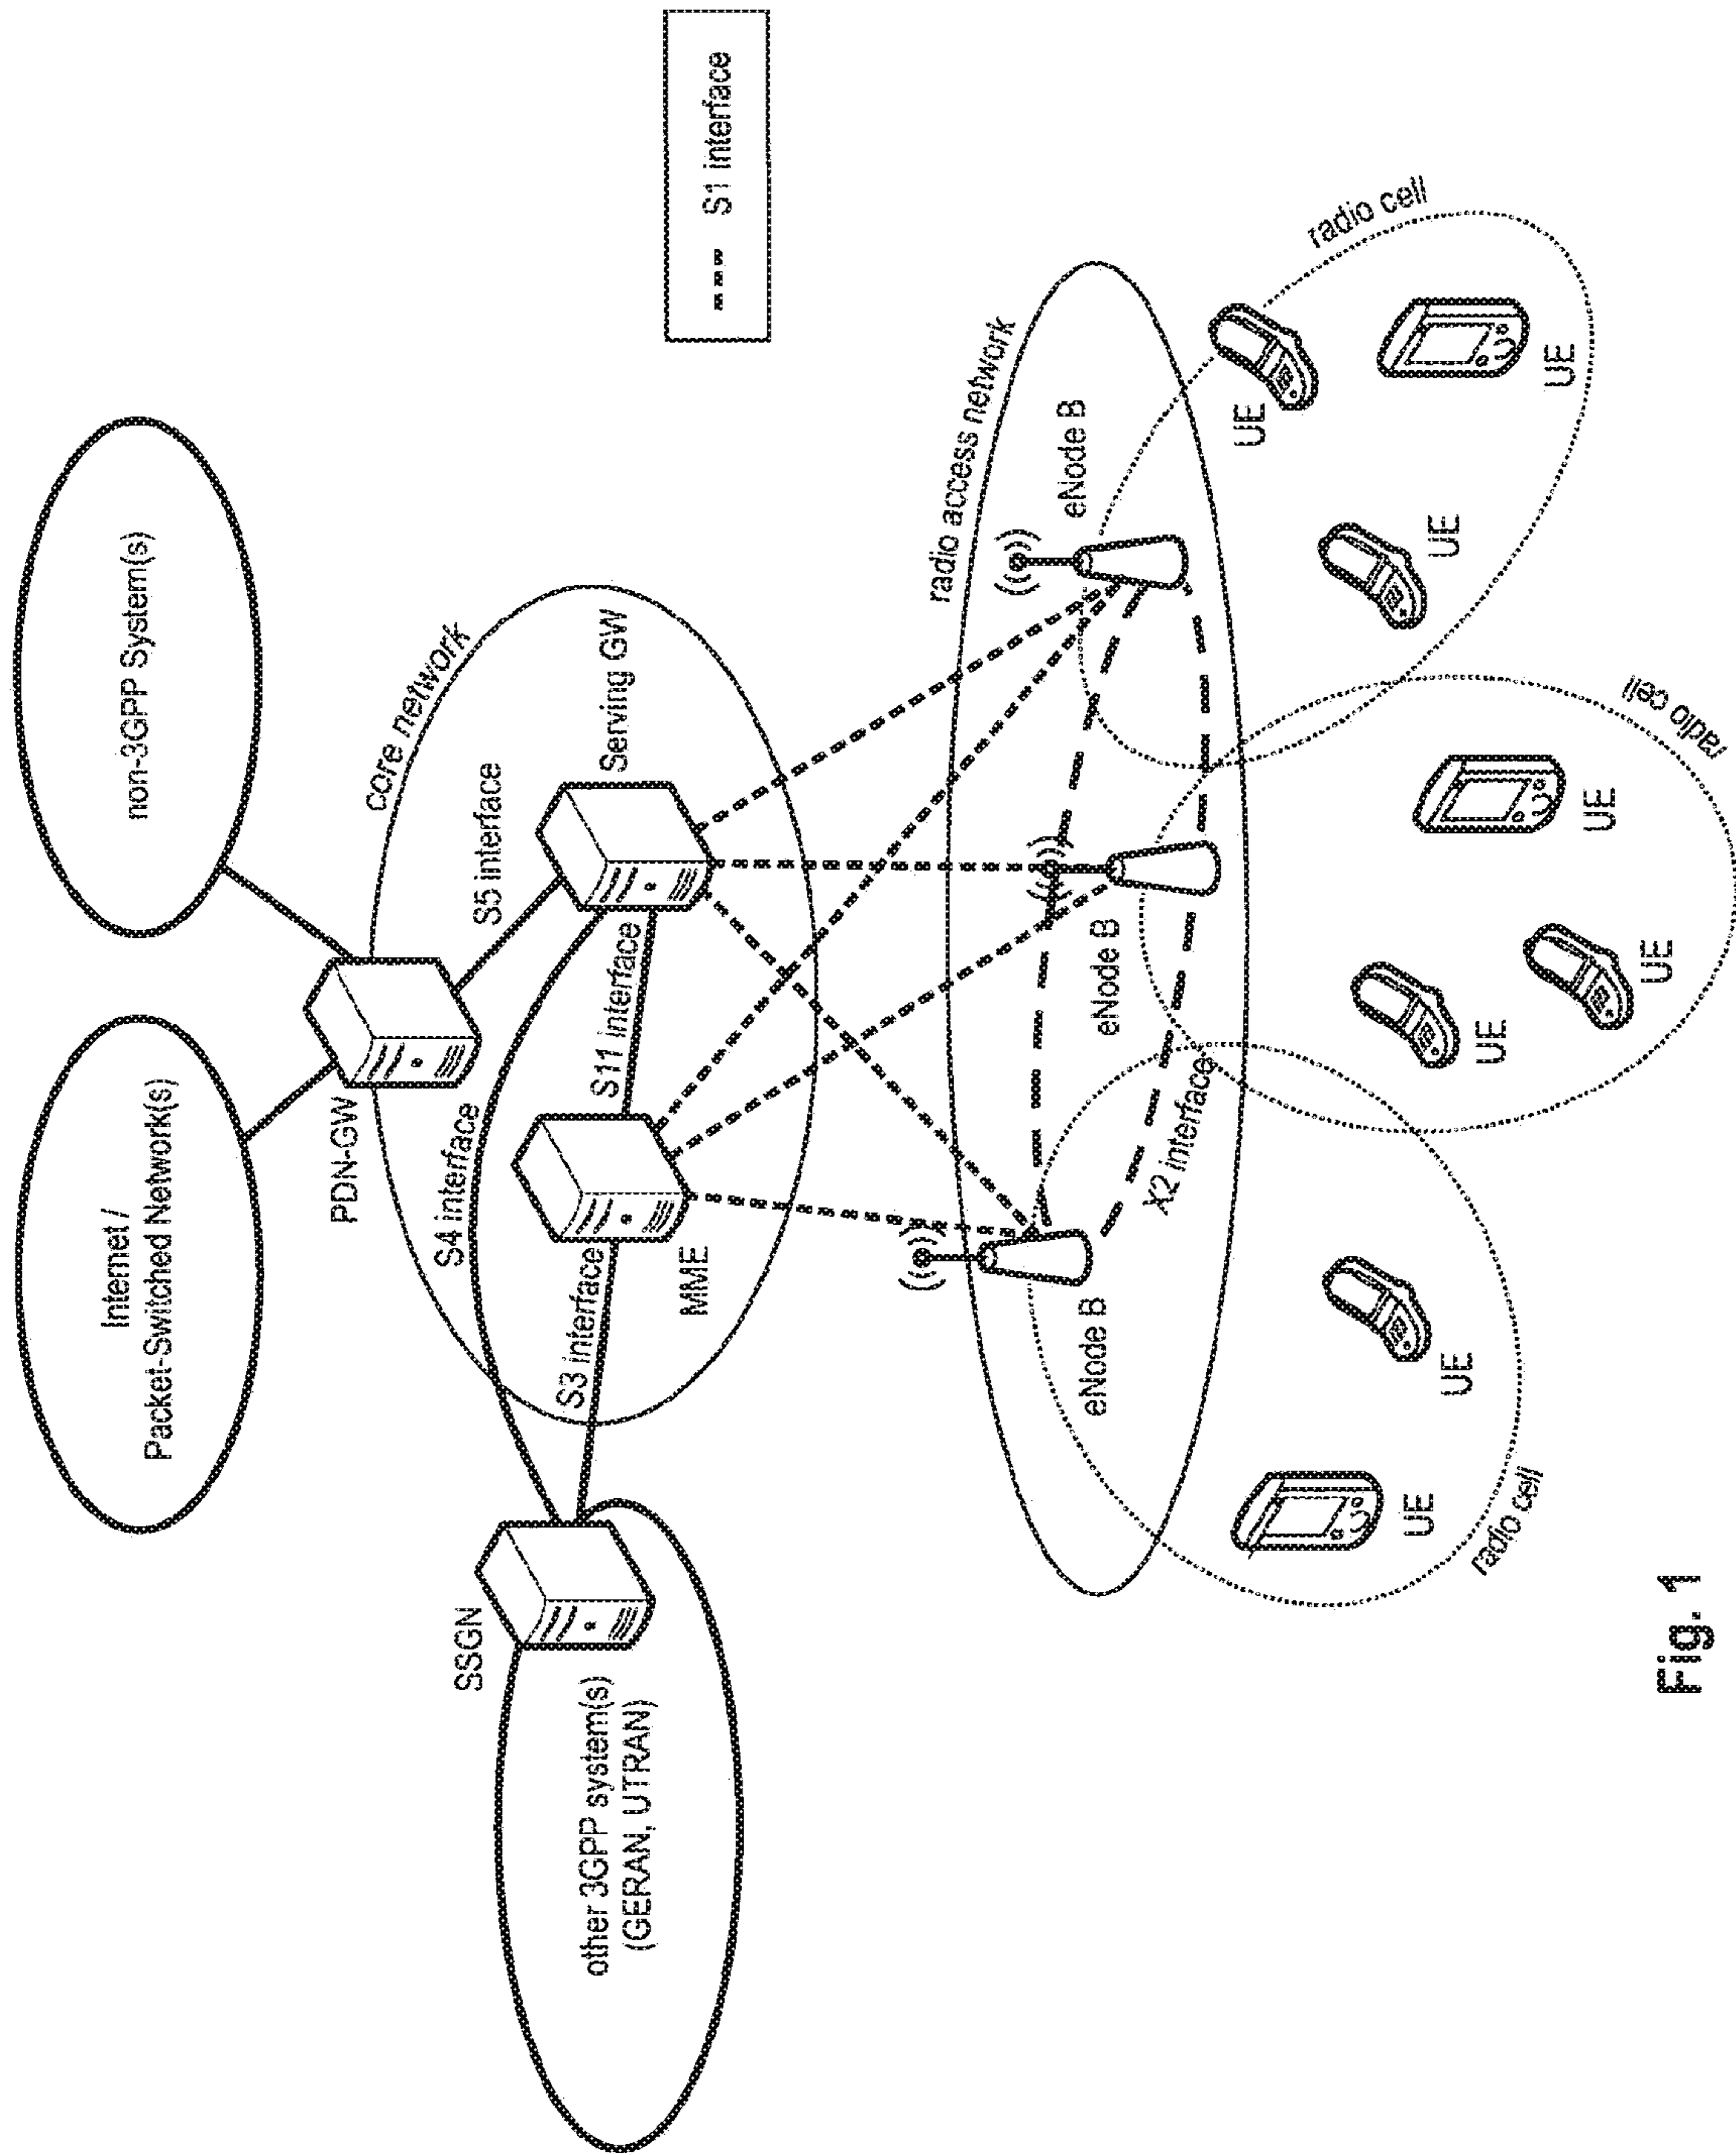 Internet /
Packet-Switched Network(s)
non-3GPP System(s)
PDN-GW
core network
S4 interface
S5 interface
SSGN
S3 interface
S11 interface
Serving GW
MME
other 3GPP system(s)
(GERAN, UTRAN)
S1 interface
radio access network
eNode B
eNode B
eNode B
X2 interface
radio cell
UE
UE
UE
radio cell
UE
UE
UE
radio cell
UE
UE
Fig. 1